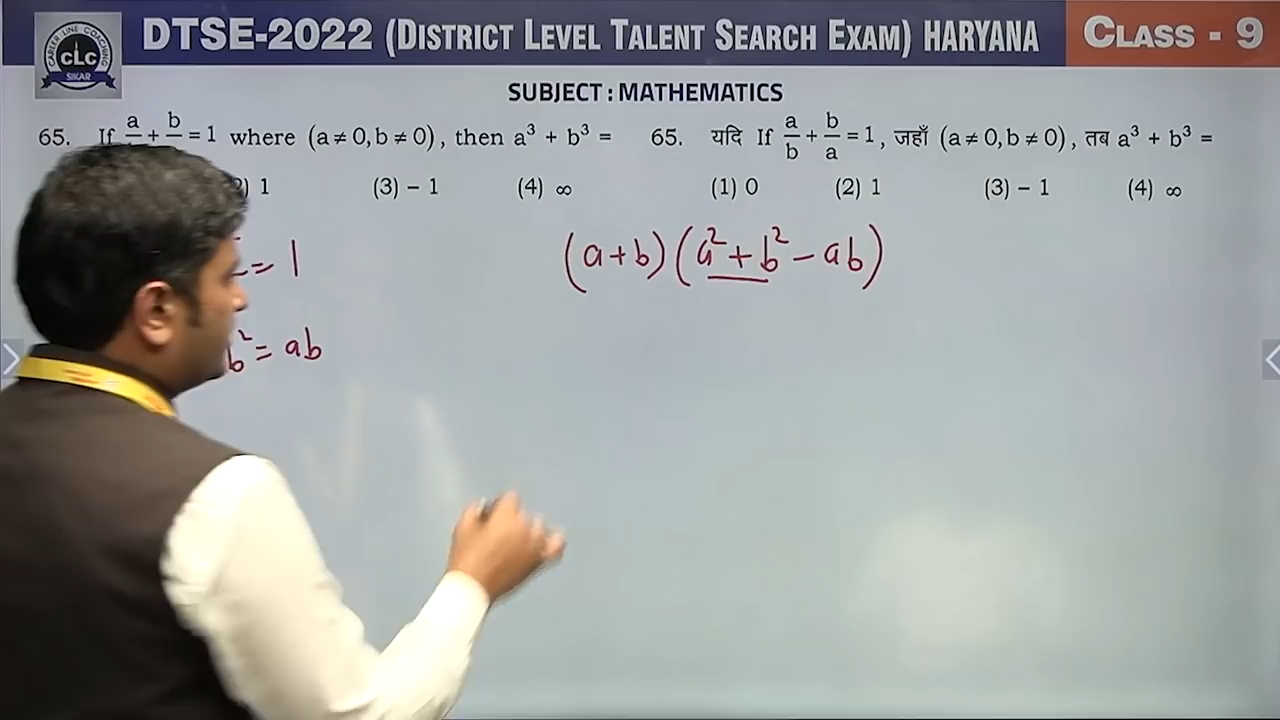 DTSE-2022 (DISTRICT LEVEL TALENT SEARCH EXAM) HARYANA
CLASS - 9
CAREER LINE COACHING
CLC
SIKAR
SUBJECT : MATHEMATICS
65. If a/ + b/ = 1 where (a ≠ 0, b ≠ 0), then a³ + b³ =
) 1 (3) – 1 (4) ∞
65. यदि If a/b + b/a = 1, जहाँ (a ≠ 0, b ≠ 0), तब a³ + b³ =
(1) 0 (2) 1 (3) – 1 (4) ∞
= 1
b² = ab
(a+b)(a²+b²-ab)